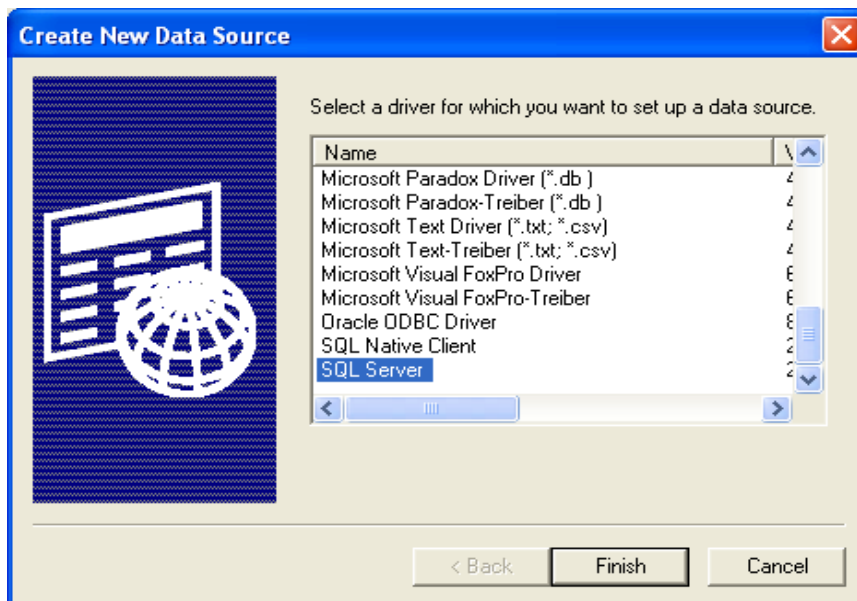 Create New Data Source
Select a driver for which you want to set up a data source.
Name
Microsoft Paradox Driver (*.db )
Microsoft Paradox-Treiber (*.db )
Microsoft Text Driver (*.txt; *.csv)
Microsoft Text-Treiber (*.txt; *.csv)
Microsoft Visual FoxPro Driver
Microsoft Visual FoxPro-Treiber
Oracle ODBC Driver
SQL Native Client
SQL Server
< Back Finish Cancel